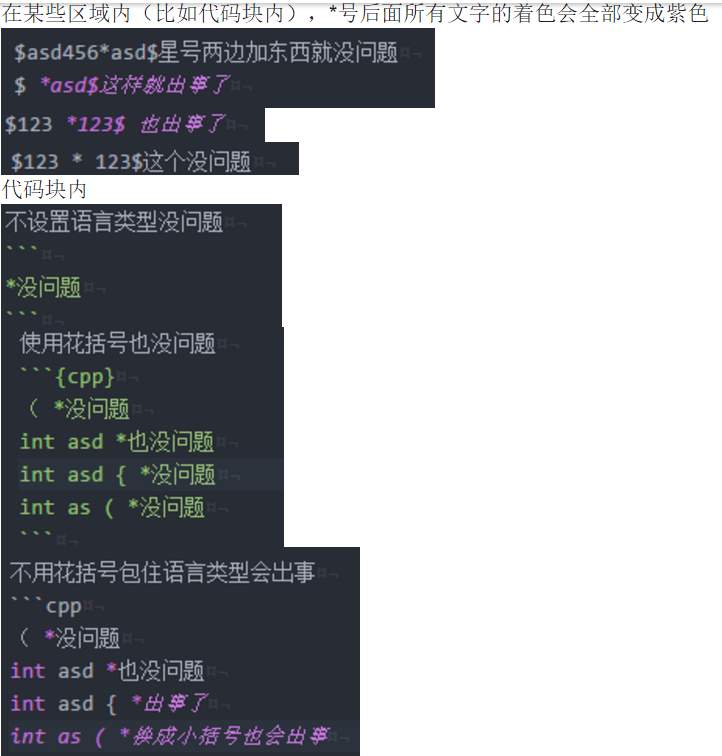 在某些区域内（比如代码块内），*号后面所有文字的着色会全部变成紫色
$asd456*asd$星号两边加东西就没问题¤¬
$ *asd$这样就出事了¤¬
$123 *123$ 也出事了¤¬
$123 * 123$这个没问题¤¬
代码块内
不设置语言类型没问题¤¬
```¤¬
*没问题¤¬
```¤¬
使用花括号也没问题¤¬
```{cpp}¤¬
（ *没问题¤¬
int asd *也没问题¤¬
int asd { *没问题¤¬
int as ( *没问题¤¬
```¤¬
不用花括号包住语言类型会出事¤¬
```cpp¤¬
（ *没问题¤¬
int asd *也没问题¤¬
int asd { *出事了¤¬
int as ( *换成小括号也会出事¤¬